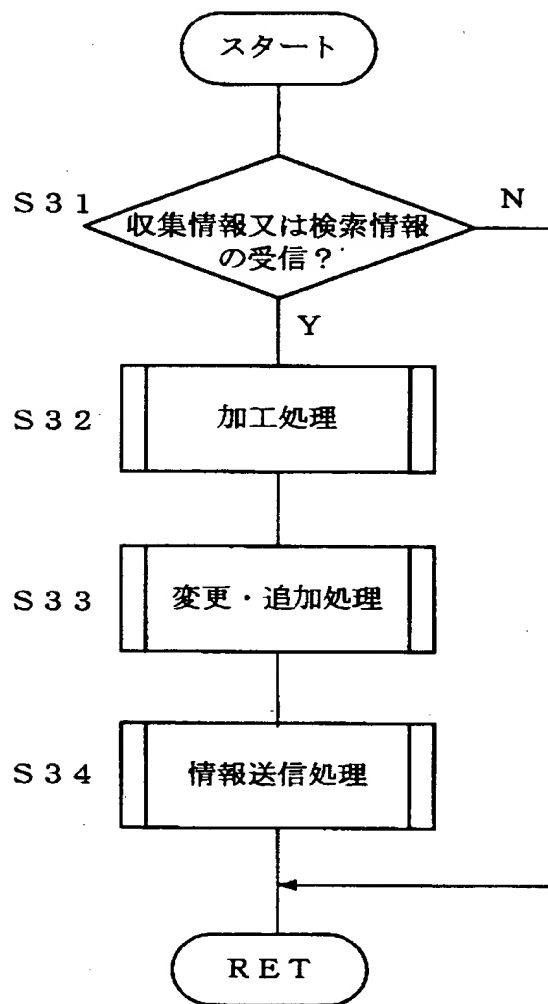 スタート
S31
収集情報又は検索情報
の受信?
N
Y
S32
加工処理
S33
変更・追加処理
S34
情報送信処理
RET